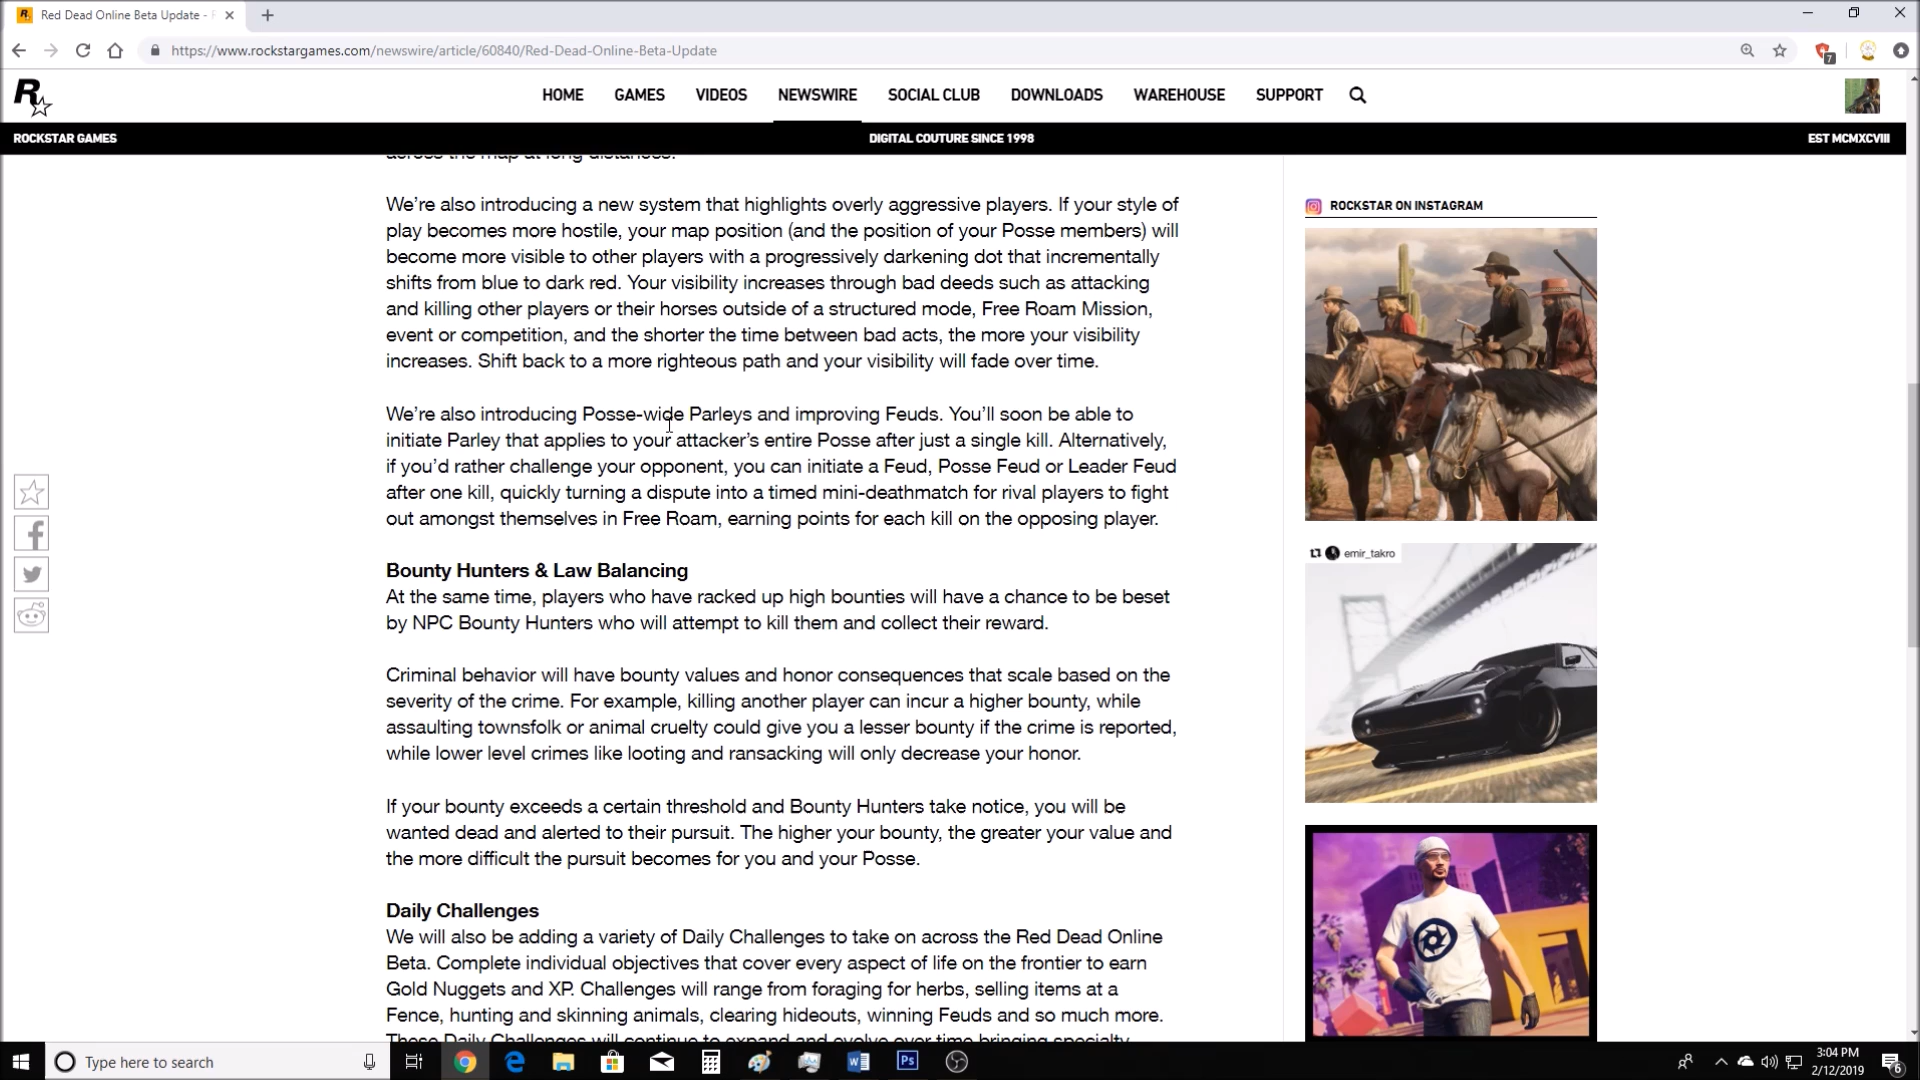 Red Dead Online Beta Update -
https://www.rockstargames.com/newswire/article/60840/Red-Dead-Online-Beta-Update
7
R
HOME GAMES VIDEOS NEWSWIRE SOCIAL CLUB DOWNLOADS WAREHOUSE SUPPORT
ROCKSTAR GAMES DIGITAL COUTURE SINCE 1998 EST MCMXCVIII
across the map at long distances.
We’re also introducing a new system that highlights overly aggressive players. If your style of
play becomes more hostile, your map position (and the position of your Posse members) will
become more visible to other players with a progressively darkening dot that incrementally
shifts from blue to dark red. Your visibility increases through bad deeds such as attacking
and killing other players or their horses outside of a structured mode, Free Roam Mission,
event or competition, and the shorter the time between bad acts, the more your visibility
increases. Shift back to a more righteous path and your visibility will fade over time.
We’re also introducing Posse-wide Parleys and improving Feuds. You’ll soon be able to
initiate Parley that applies to your attacker’s entire Posse after just a single kill. Alternatively,
if you’d rather challenge your opponent, you can initiate a Feud, Posse Feud or Leader Feud
after one kill, quickly turning a dispute into a timed mini-deathmatch for rival players to fight
out amongst themselves in Free Roam, earning points for each kill on the opposing player.
Bounty Hunters & Law Balancing
At the same time, players who have racked up high bounties will have a chance to be beset
by NPC Bounty Hunters who will attempt to kill them and collect their reward.
Criminal behavior will have bounty values and honor consequences that scale based on the
severity of the crime. For example, killing another player can incur a higher bounty, while
assaulting townsfolk or animal cruelty could give you a lesser bounty if the crime is reported,
while lower level crimes like looting and ransacking will only decrease your honor.
If your bounty exceeds a certain threshold and Bounty Hunters take notice, you will be
wanted dead and alerted to their pursuit. The higher your bounty, the greater your value and
the more difficult the pursuit becomes for you and your Posse.
Daily Challenges
We will also be adding a variety of Daily Challenges to take on across the Red Dead Online
Beta. Complete individual objectives that cover every aspect of life on the frontier to earn
Gold Nuggets and XP. Challenges will range from foraging for herbs, selling items at a
Fence, hunting and skinning animals, clearing hideouts, winning Feuds and so much more.
These Daily Challenges will continue to expand and evolve over time bringing specialty
ROCKSTAR ON INSTAGRAM
emir_takro
Type here to search
3:04 PM
2/12/2019
6